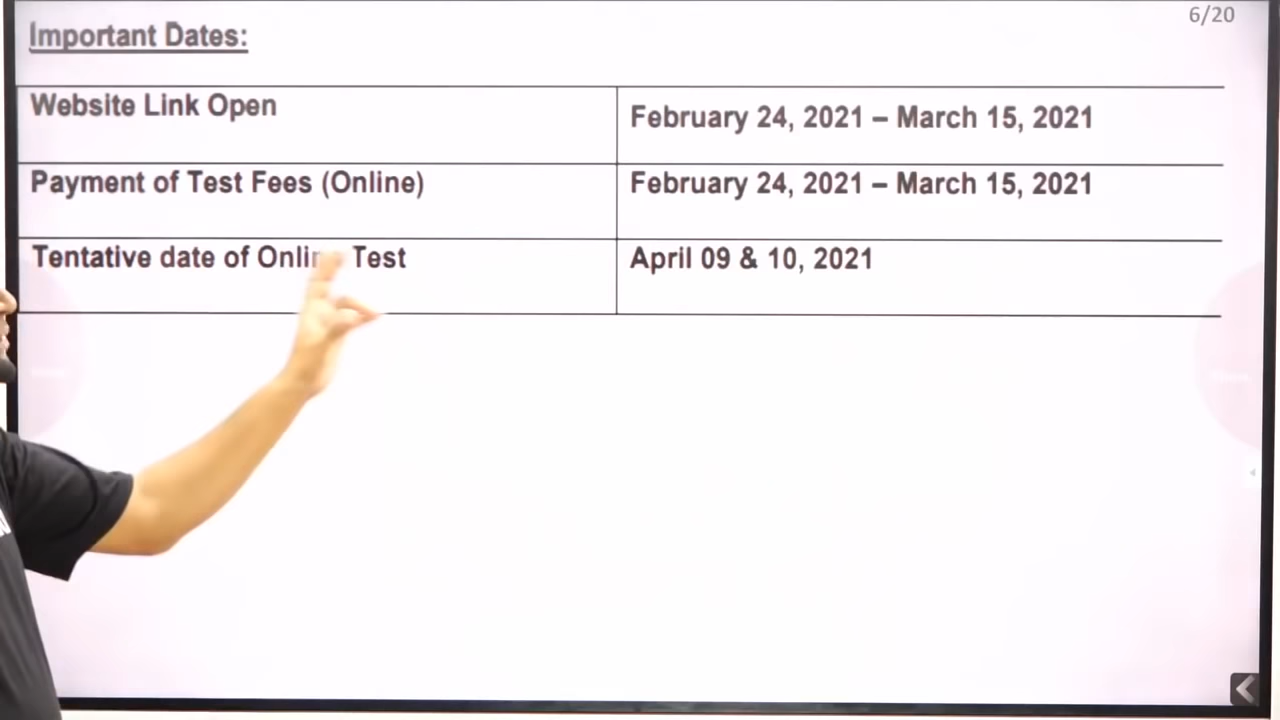 6/20
Important Dates:
Website Link Open
February 24, 2021 – March 15, 2021
Payment of Test Fees (Online)
February 24, 2021 – March 15, 2021
Tentative date of Online Test
April 09 & 10, 2021